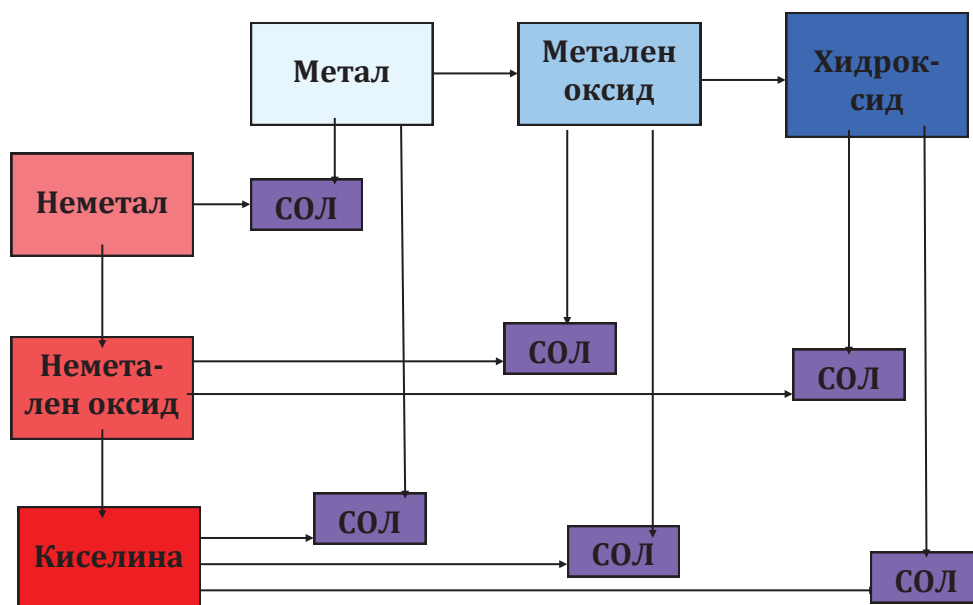 Метал
Метален
оксид
Хидрок-
сид
Неметал
СОЛ
Немета-
лен оксид
СОЛ
СОЛ
Киселина
СОЛ
СОЛ
СОЛ